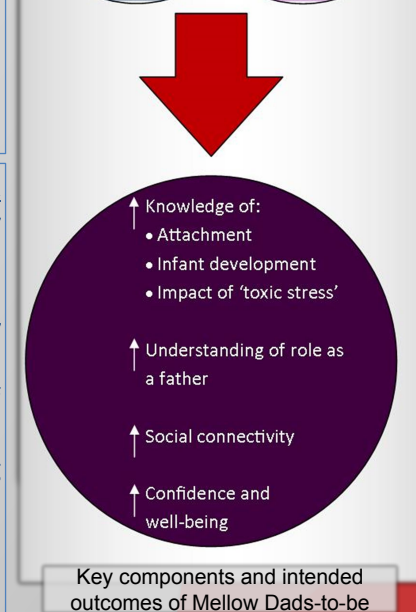 ↑ Knowledge of:
• Attachment
• Infant development
• Impact of ‘toxic stress’
↑ Understanding of role as
a father
↑ Social connectivity
↑ Confidence and
well-being
Key components and intended
outcomes of Mellow Dads-to-be